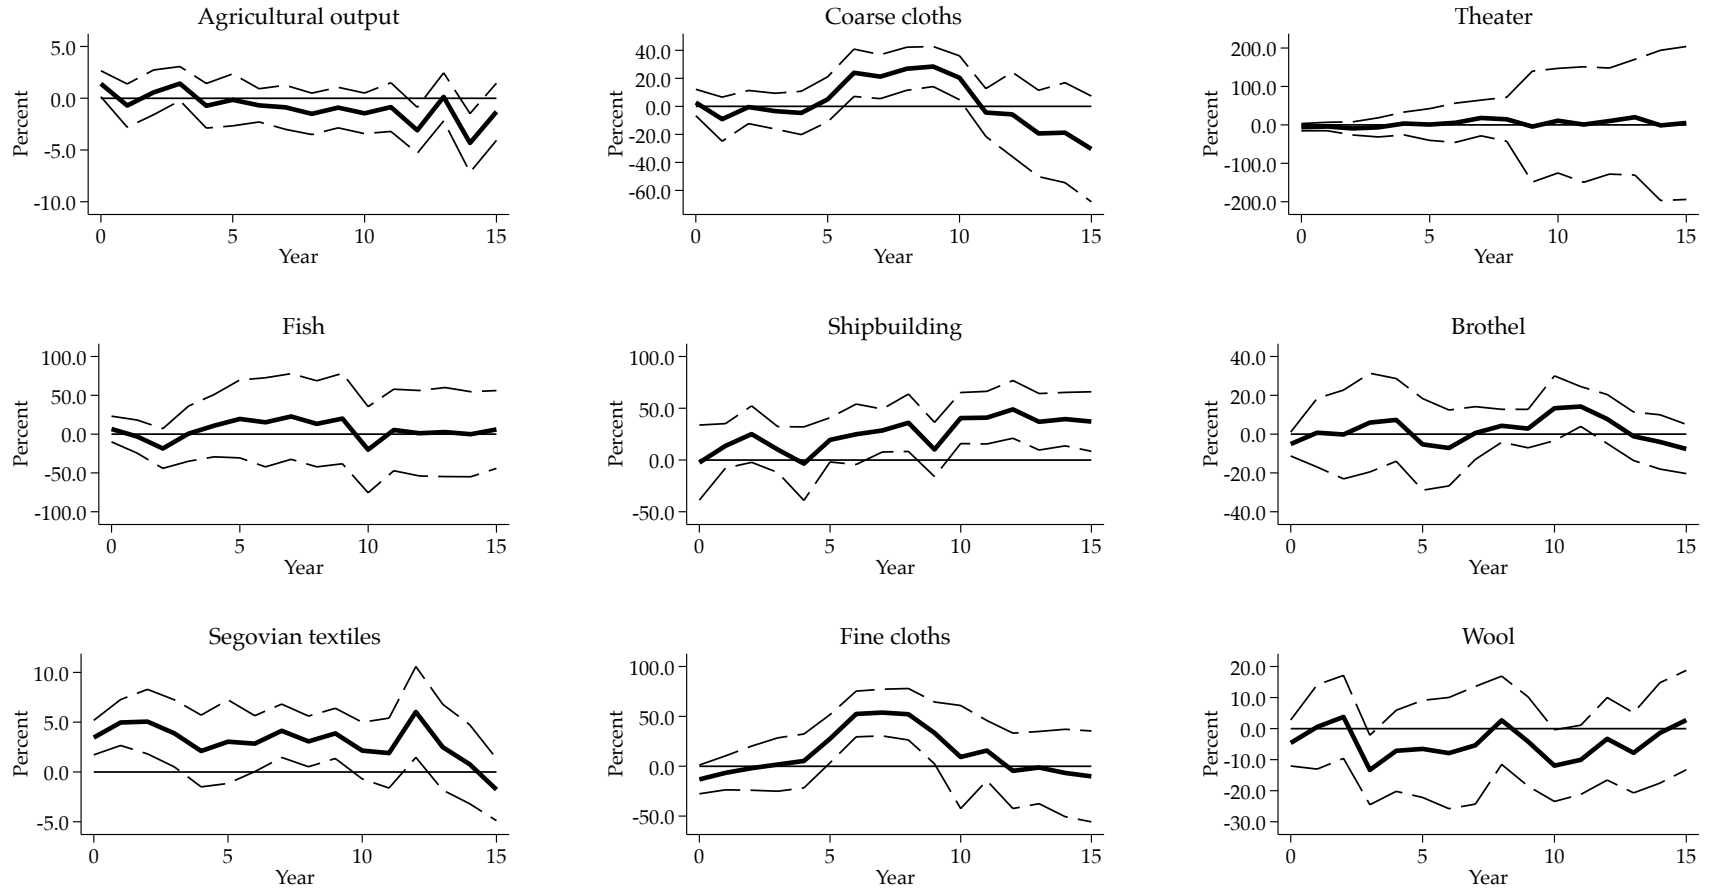 Agricultural output
5.0
0.0
-5.0
-10.0
Percent
0 5 10 15
Year
Coarse cloths
40.0
20.0
0.0
-20.0
-40.0
-60.0
Percent
0 5 10 15
Year
Theater
200.0
100.0
0.0
-100.0
-200.0
Percent
0 5 10 15
Year
Fish
100.0
50.0
0.0
-50.0
-100.0
Percent
0 5 10 15
Year
Shipbuilding
100.0
50.0
0.0
-50.0
Percent
0 5 10 15
Year
Brothel
40.0
20.0
0.0
-20.0
-40.0
Percent
0 5 10 15
Year
Segovian textiles
10.0
5.0
0.0
-5.0
Percent
0 5 10 15
Year
Fine cloths
100.0
50.0
0.0
-50.0
Percent
0 5 10 15
Year
Wool
20.0
10.0
0.0
-10.0
-20.0
-30.0
Percent
0 5 10 15
Year